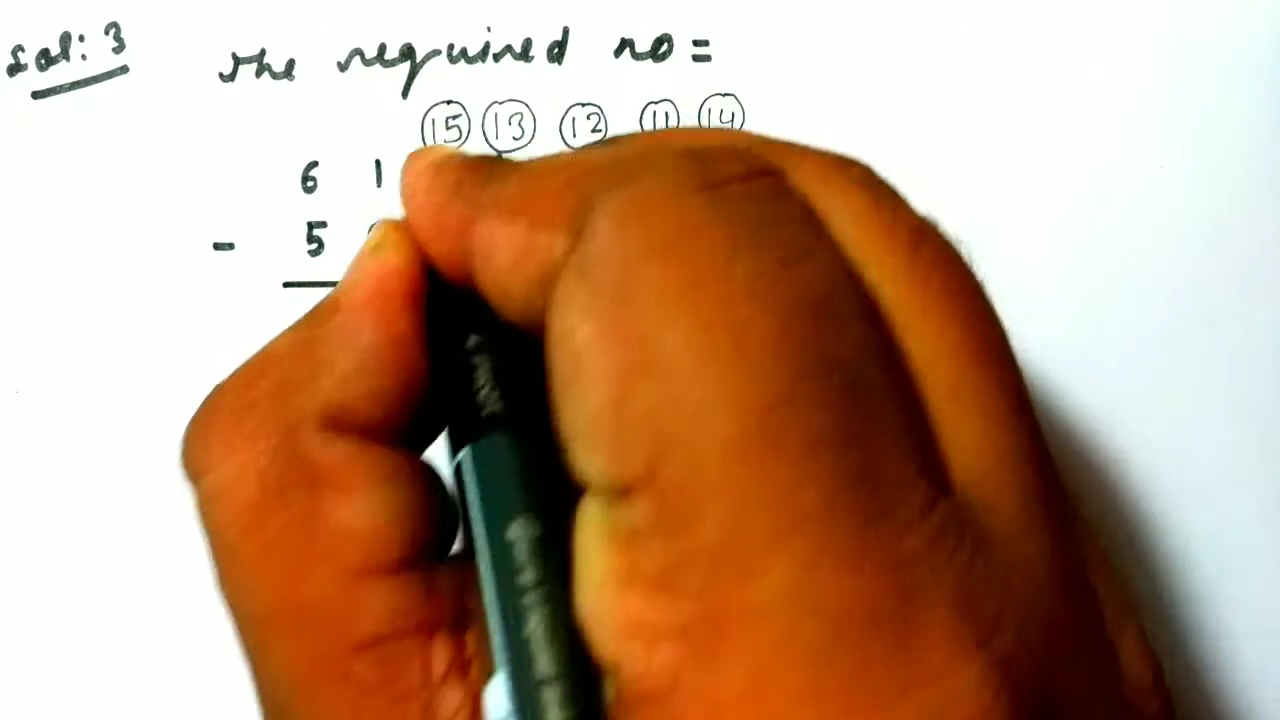 Sol: 3 The required no =
15 13 12 11 14
6 1
- 5